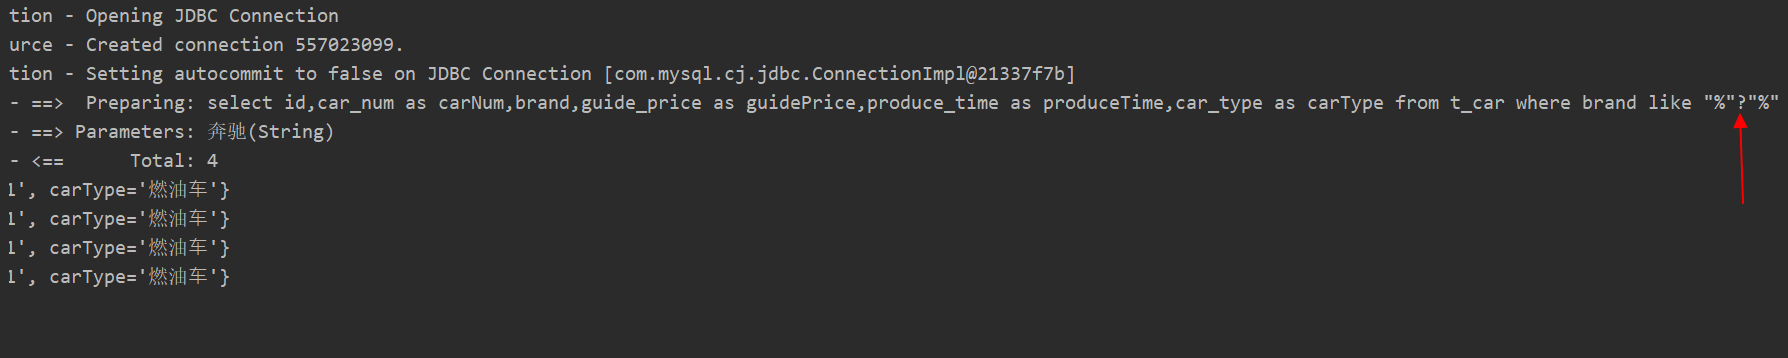 tion - Opening JDBC Connection
urce - Created connection 557023099.
tion - Setting autocommit to false on JDBC Connection [com.mysql.cj.jdbc.ConnectionImpl@21337f7b]
- ==>  Preparing: select id,car_num as carNum,brand,guide_price as guidePrice,produce_time as produceTime,car_type as carType from t_car where brand like "%"?"%"
- ==> Parameters: 奔驰(String)
- <==      Total: 4
l', carType='燃油车'}
l', carType='燃油车'}
l', carType='燃油车'}
l', carType='燃油车'}